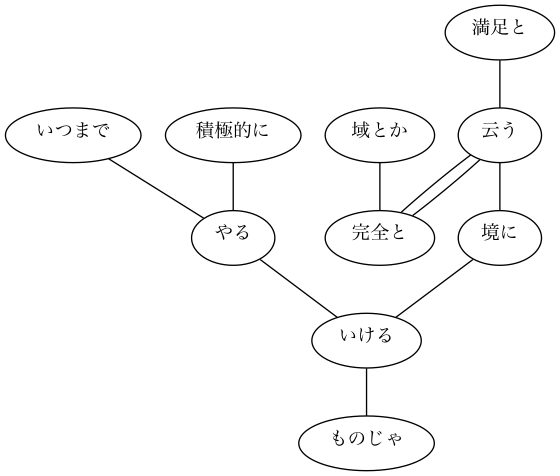 満足と
いつまで
積極的に
域とか
云う
やる
完全と
境に
いける
ものじゃ